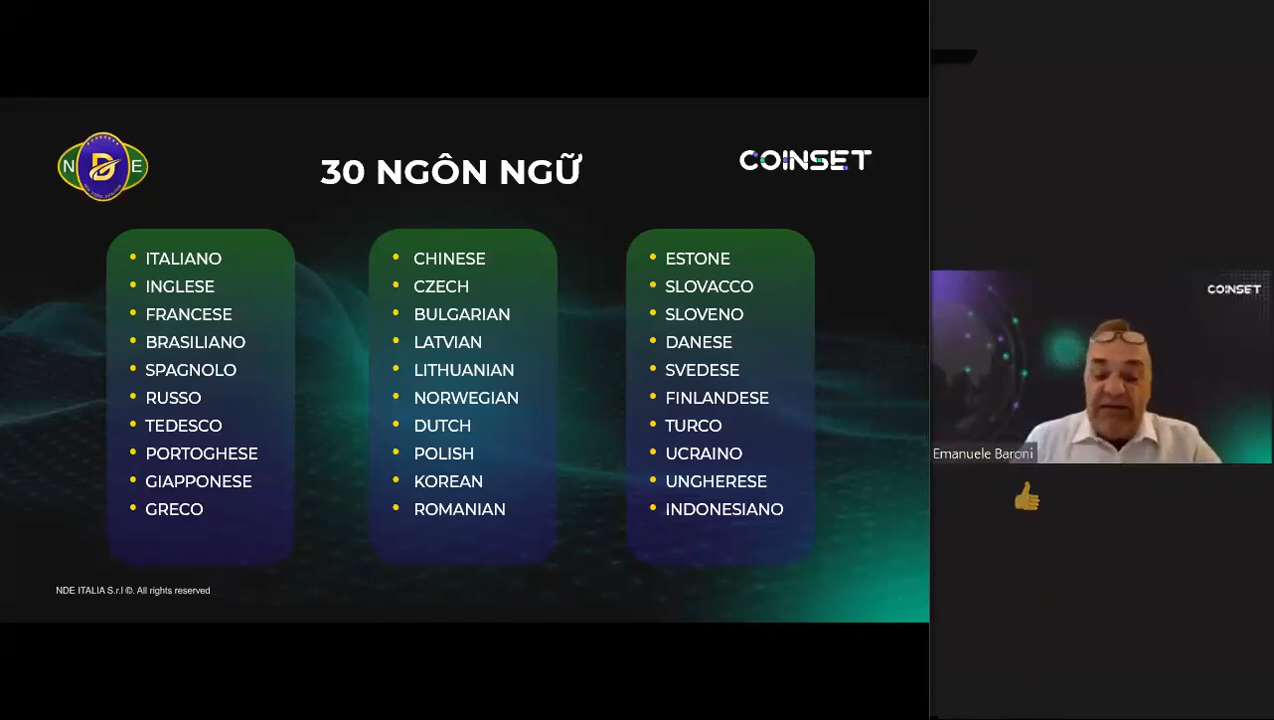 N D E
30 NGÔN NGỮ
COINSET
ITALIANO
INGLESE
FRANCESE
BRASILIANO
SPAGNOLO
RUSSO
TEDESCO
PORTOGHESE
GIAPPONESE
GRECO
CHINESE
CZECH
BULGARIAN
LATVIAN
LITHUANIAN
NORWEGIAN
DUTCH
POLISH
KOREAN
ROMANIAN
ESTONE
SLOVACCO
SLOVENO
DANESE
SVEDESE
FINLANDESE
TURCO
UCRAINO
UNGHERESE
INDONESIANO
NDE ITALIA S.r.l ©. All rights reserved
COINSET
Emanuele Baroni